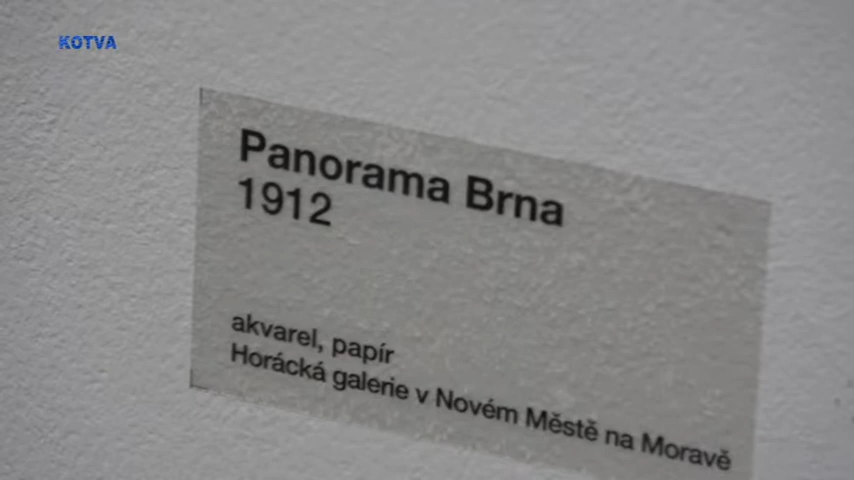 KOTVA
Panorama Brna
1912
akvarel, papír
Horácká galerie v Novém Městě na Moravě